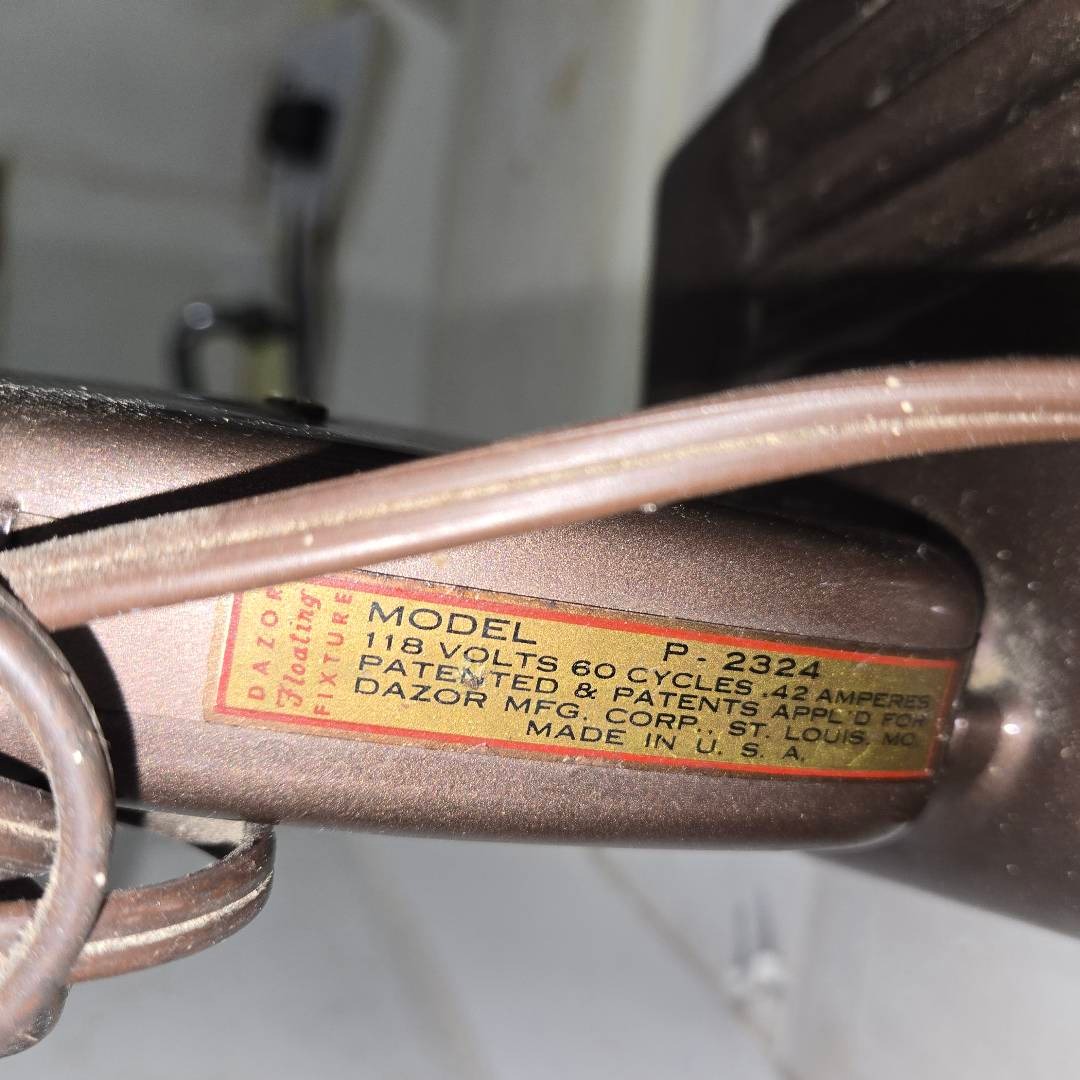 DAZOR
Floating
FIXTURE
MODEL P-2324
118 VOLTS 60 CYCLES .42 AMPERES
PATENTED & PATENTS APPL'D FOR
DAZOR MFG. CORP., ST. LOUIS, MO.
MADE IN U. S. A.